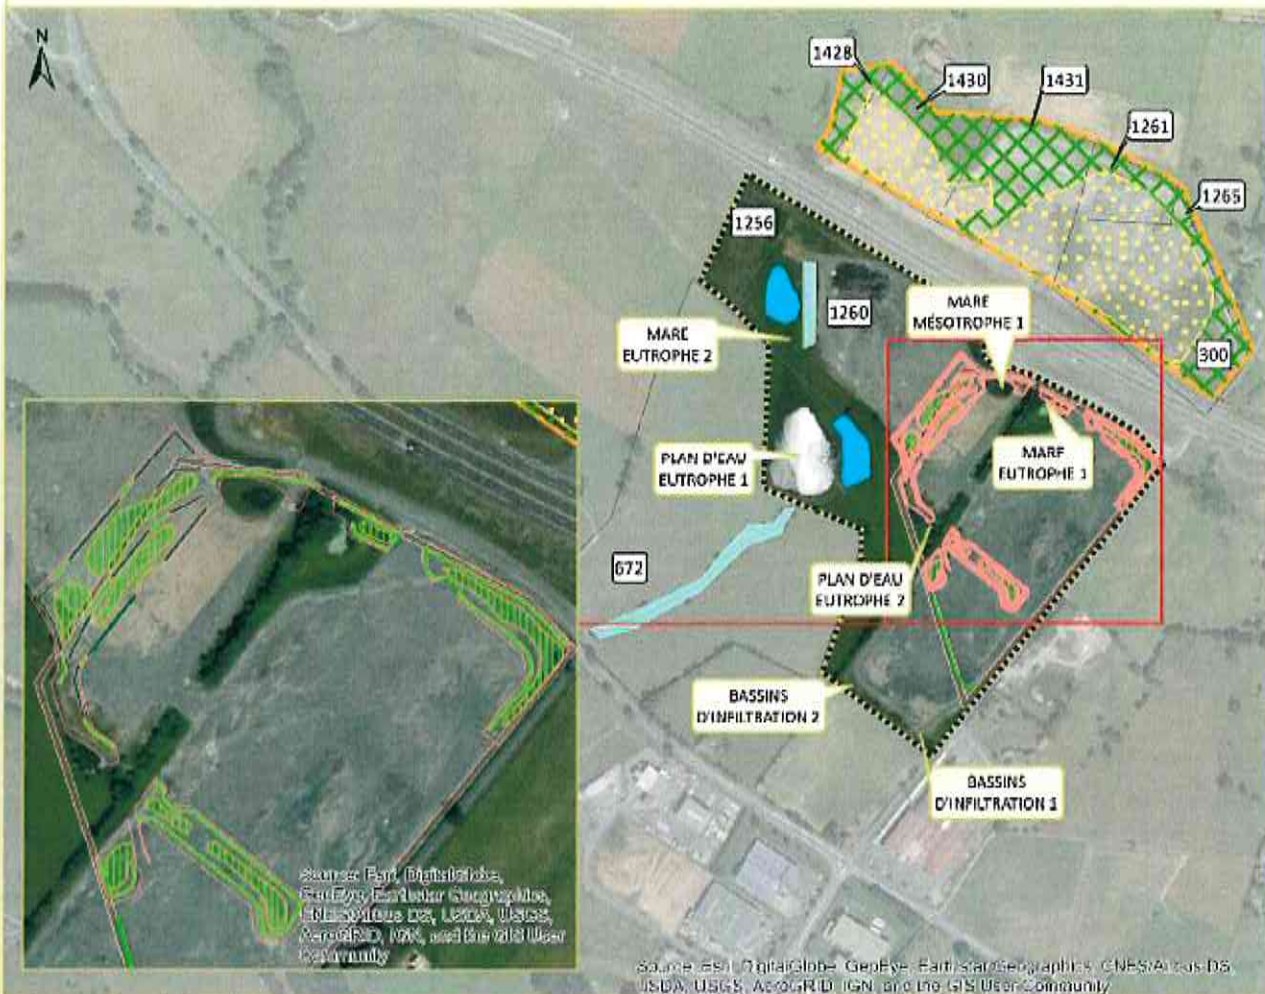 N
1428
1430
1431
1261
1265
1256
1260
300
672
MARE
MÉSOTROPHE 1
MARE
EUTROPHE 2
MARE
EUTROPHE 1
PLAN D'EAU
EUTROPHE 1
PLAN D'EAU
EUTROPHE 2
BASSINS
D'INFILTRATION 2
BASSINS
D'INFILTRATION 1
Source: Esri, DigitalGlobe,
GeoEye, Earthstar Geographics,
CNES/Airbus DS, USDA, USGS,
AeroGRID, IGN, and the GIS User
Community
Source: Esri, DigitalGlobe, GeoEye, Earthstar Geographics, CNES/Airbus DS,
USDA, USGS, AeroGRID, IGN, and the GIS User Community